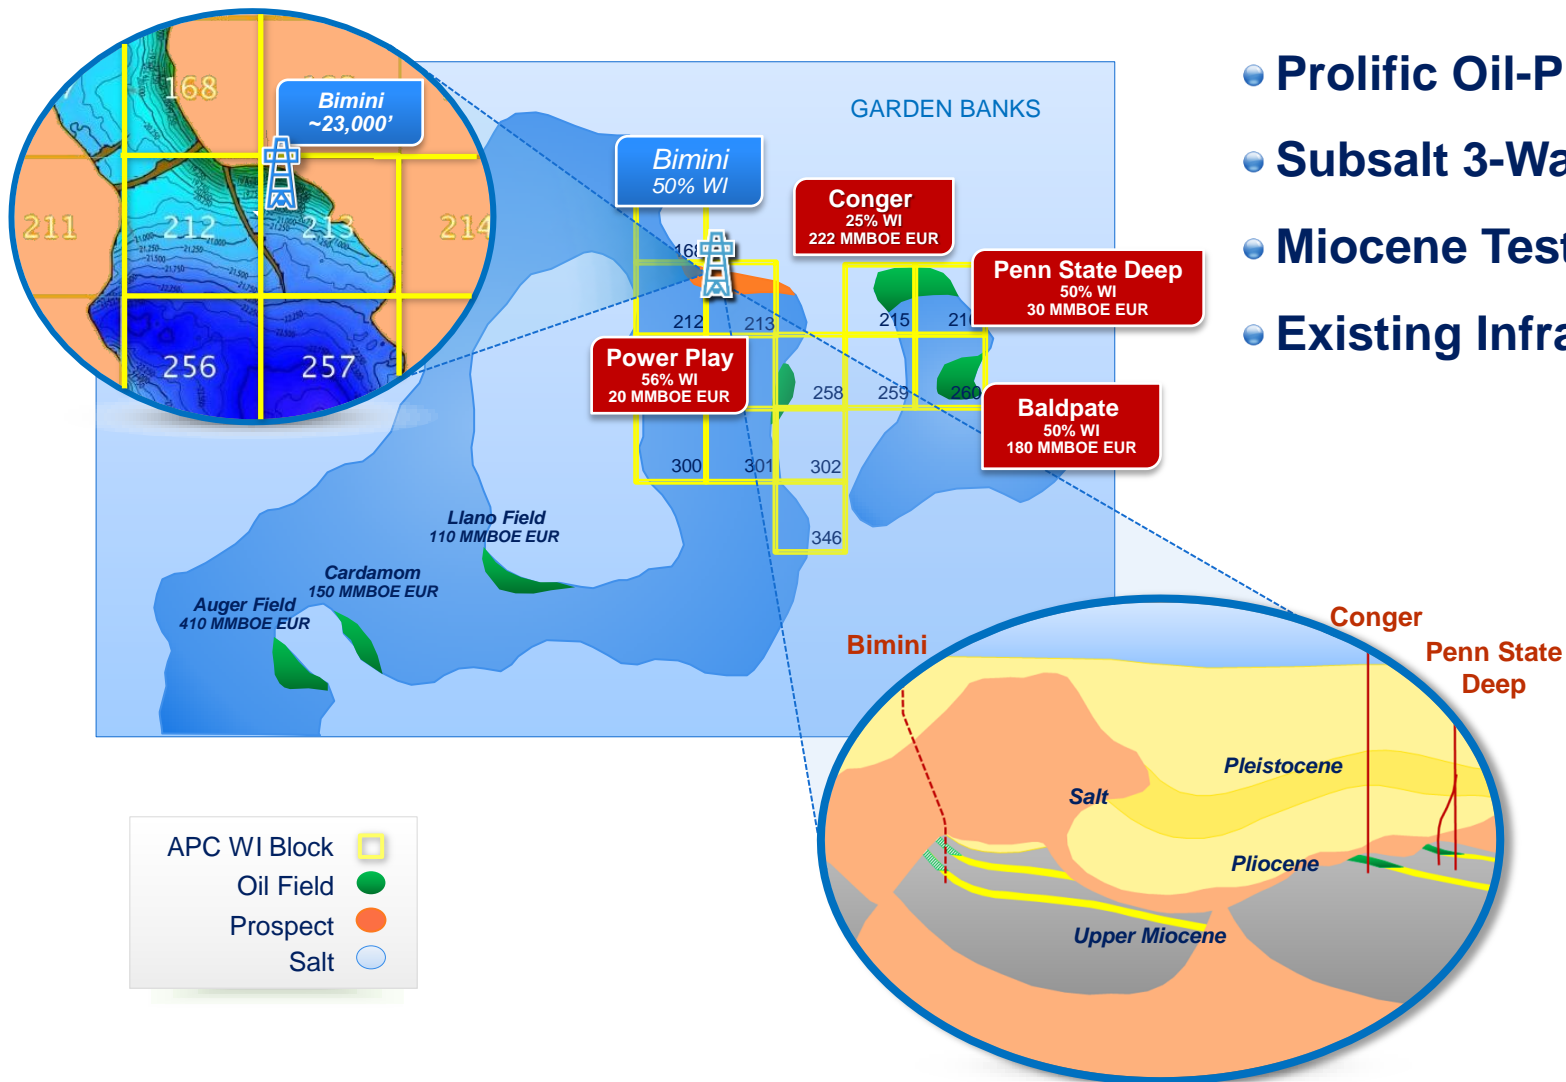 168
Bimini
~23,000'
211
212
213
214
256
257
GARDEN BANKS
Bimini
50% WI
Conger
25% WI
222 MMBOE EUR
Penn State Deep
50% WI
30 MMBOE EUR
168
212
213
215
Power Play
56% WI
20 MMBOE EUR
258
259
260
Baldpate
50% WI
180 MMBOE EUR
300
301
302
346
Llano Field
110 MMBOE EUR
Cardamom
150 MMBOE EUR
Auger Field
410 MMBOE EUR
Prolific Oil-P
Subsalt 3-Wa
Miocene Test
Existing Infra
APC WI Block
Oil Field
Prospect
Salt
Bimini
Conger
Penn State
Deep
Pleistocene
Salt
Pliocene
Upper Miocene